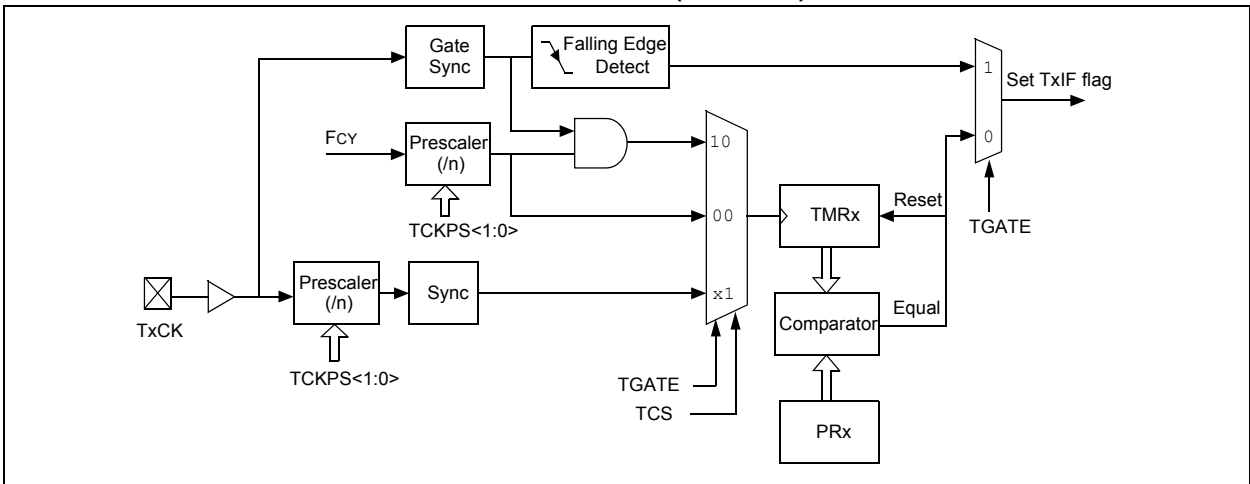 Gate
Sync
Falling Edge
Detect
1
Set TxIF flag
FCY
Prescaler
(/n)
10
0
TCKPS<1:0>
00
TMRx
Reset
TGATE
Prescaler
(/n)
Sync
x1
TxCK
Comparator
Equal
TCKPS<1:0>
TGATE
TCS
PRx